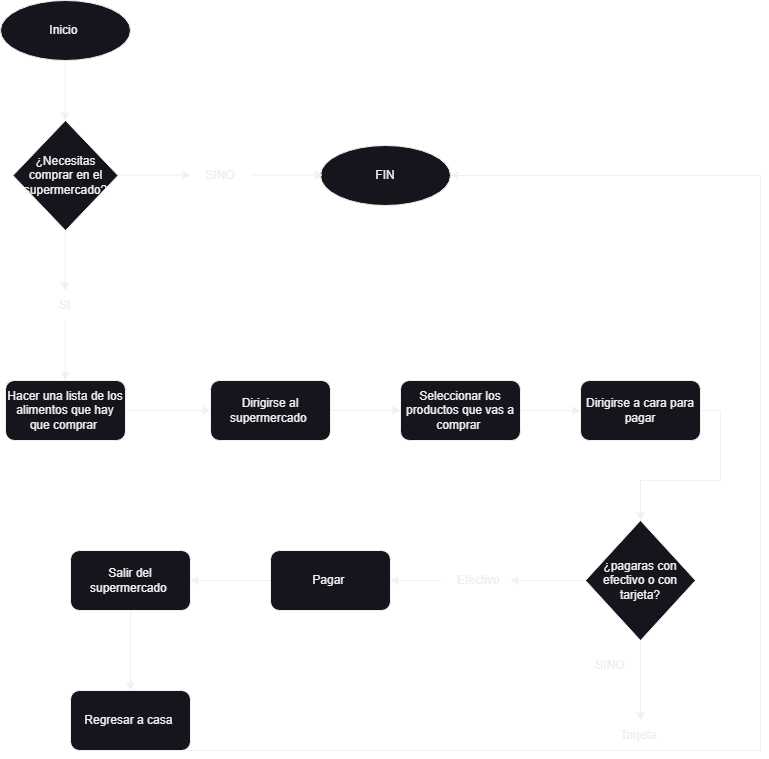 Inicio
¿Necesitas
comprar en el
supermercado?
SINO
FIN
SI
Hacer una lista de los
alimentos que hay
que comprar
Dirigirse al
supermercado
Seleccionar los
productos que vas a
comprar
Dirigirse a cara para
pagar
¿pagaras con
efectivo o con
tarjeta?
Efectivo
Pagar
Salir del
supermercado
SINO
Tarjeta
Regresar a casa